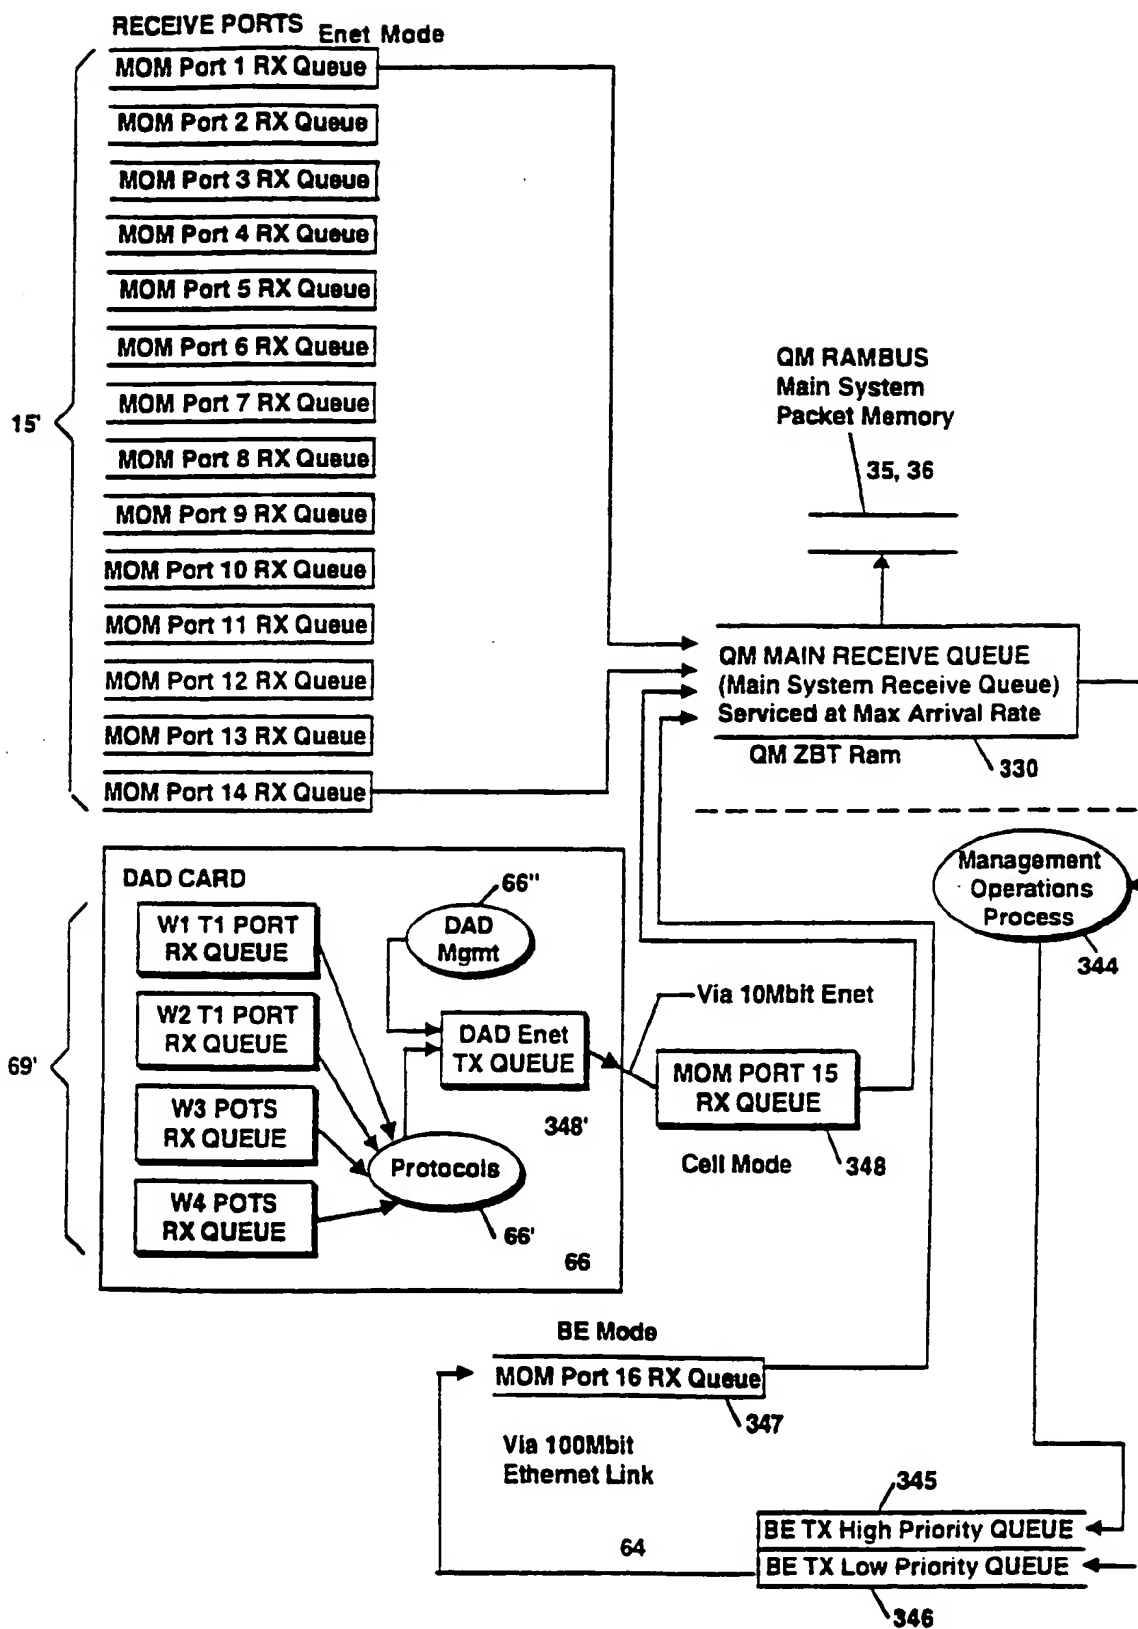 RECEIVE PORTS
Enet Mode
MOM Port 1 RX Queue
MOM Port 2 RX Queue
MOM Port 3 RX Queue
MOM Port 4 RX Queue
MOM Port 5 RX Queue
MOM Port 6 RX Queue
MOM Port 7 RX Queue
MOM Port 8 RX Queue
MOM Port 9 RX Queue
MOM Port 10 RX Queue
MOM Port 11 RX Queue
MOM Port 12 RX Queue
MOM Port 13 RX Queue
MOM Port 14 RX Queue
15'
QM RAMBUS
Main System
Packet Memory
35, 36
QM MAIN RECEIVE QUEUE
(Main System Receive Queue)
Serviced at Max Arrival Rate
QM ZBT Ram
330
Management
Operations
Process
344
DAD CARD
W1 T1 PORT
RX QUEUE
W2 T1 PORT
RX QUEUE
W3 POTS
RX QUEUE
W4 POTS
RX QUEUE
69'
66"
DAD
Mgmt
DAD Enet
TX QUEUE
348'
Protocols
66'
66
Via 10Mbit Enet
MOM PORT 15
RX QUEUE
Cell Mode
348
BE Mode
MOM Port 16 RX Queue
347
Via 100Mbit
Ethernet Link
64
345
BE TX High Priority QUEUE
BE TX Low Priority QUEUE
346